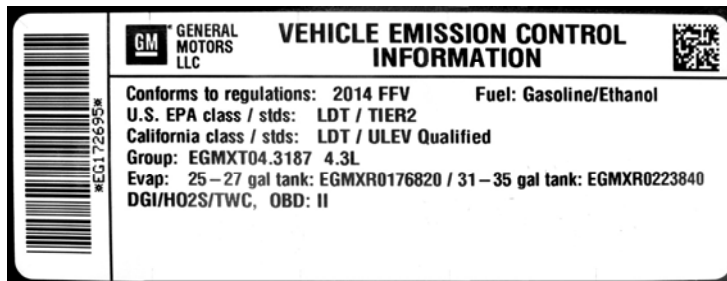 *EG172695*
GM
GENERAL
MOTORS
LLC
VEHICLE EMISSION CONTROL
INFORMATION
Conforms to regulations: 2014 FFV Fuel: Gasoline/Ethanol
U.S. EPA class / stds: LDT / TIER2
California class / stds: LDT / ULEV Qualified
Group: EGMXT04.3187 4.3L
Evap: 25–27 gal tank: EGMXR0176820 / 31–35 gal tank: EGMXR0223840
DGI/HO2S/TWC, OBD: II